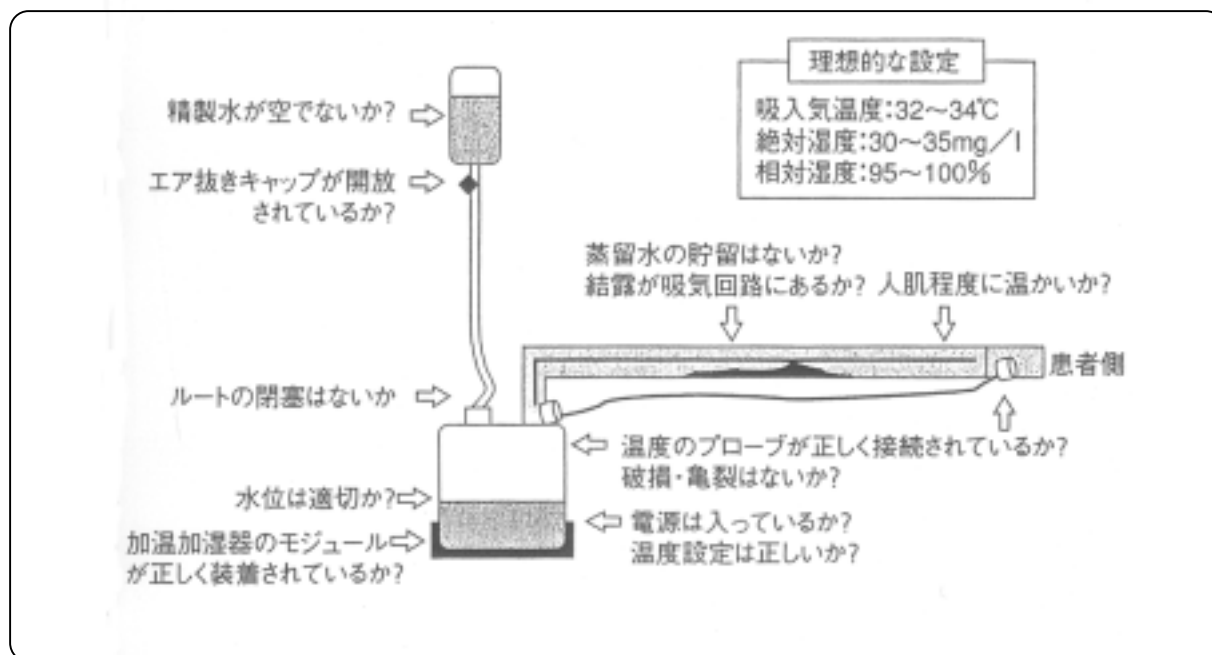 理想的な設定
吸入気温度:32〜34℃
絶対湿度:30〜35mg/l
相対湿度:95〜100%
精製水が空でないか?
エア抜きキャップが開放
されているか?
蒸留水の貯留はないか?
結露が吸気回路にあるか?
人肌程度に温かいか?
患者側
ルートの閉塞はないか
温度のプローブが正しく接続されているか?
破損・亀裂はないか?
水位は適切か?
電源は入っているか?
温度設定は正しいか?
加温加湿器のモジュール
が正しく装着されているか?